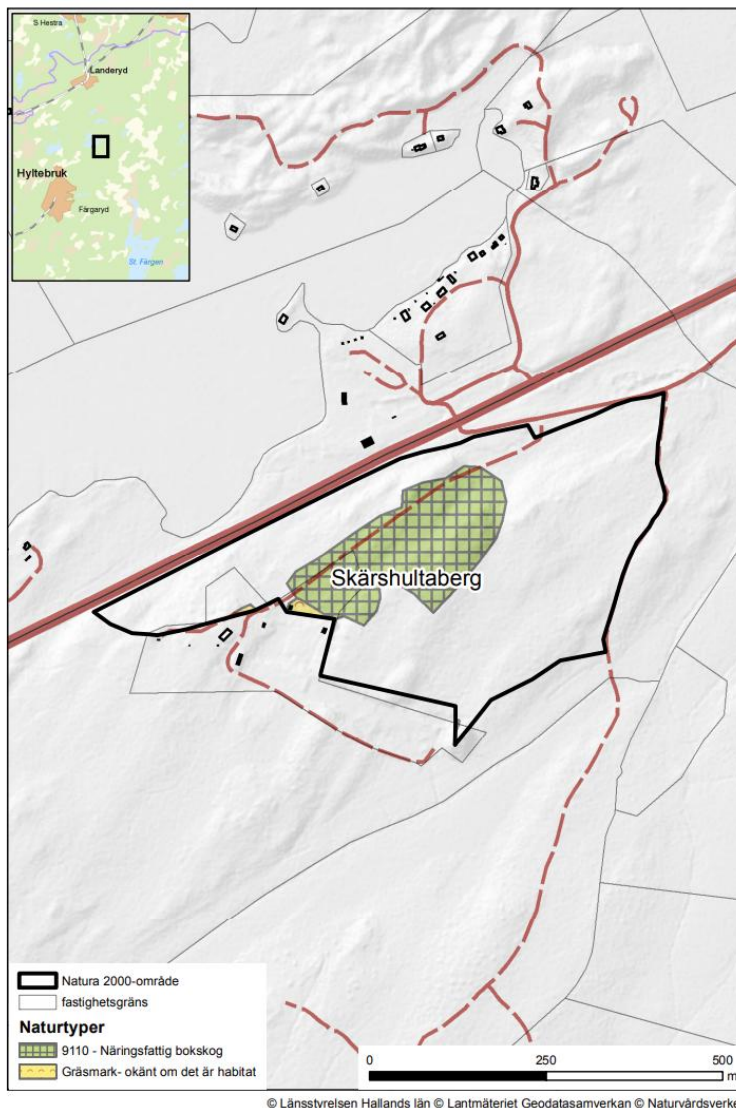 S Hestra
Landeryd
Hyltebruk
Färgaryd
St. Färgen
Skärshultaberg
Natura 2000-område
fastighetsgräns
Naturtyper
9110 - Näringsfattig bokskog
Gräsmark- okänt om det är habitat
0 250 500
m
© Länsstyrelsen Hallands län © Lantmäteriet Geodatasamverkan © Naturvårdsverke